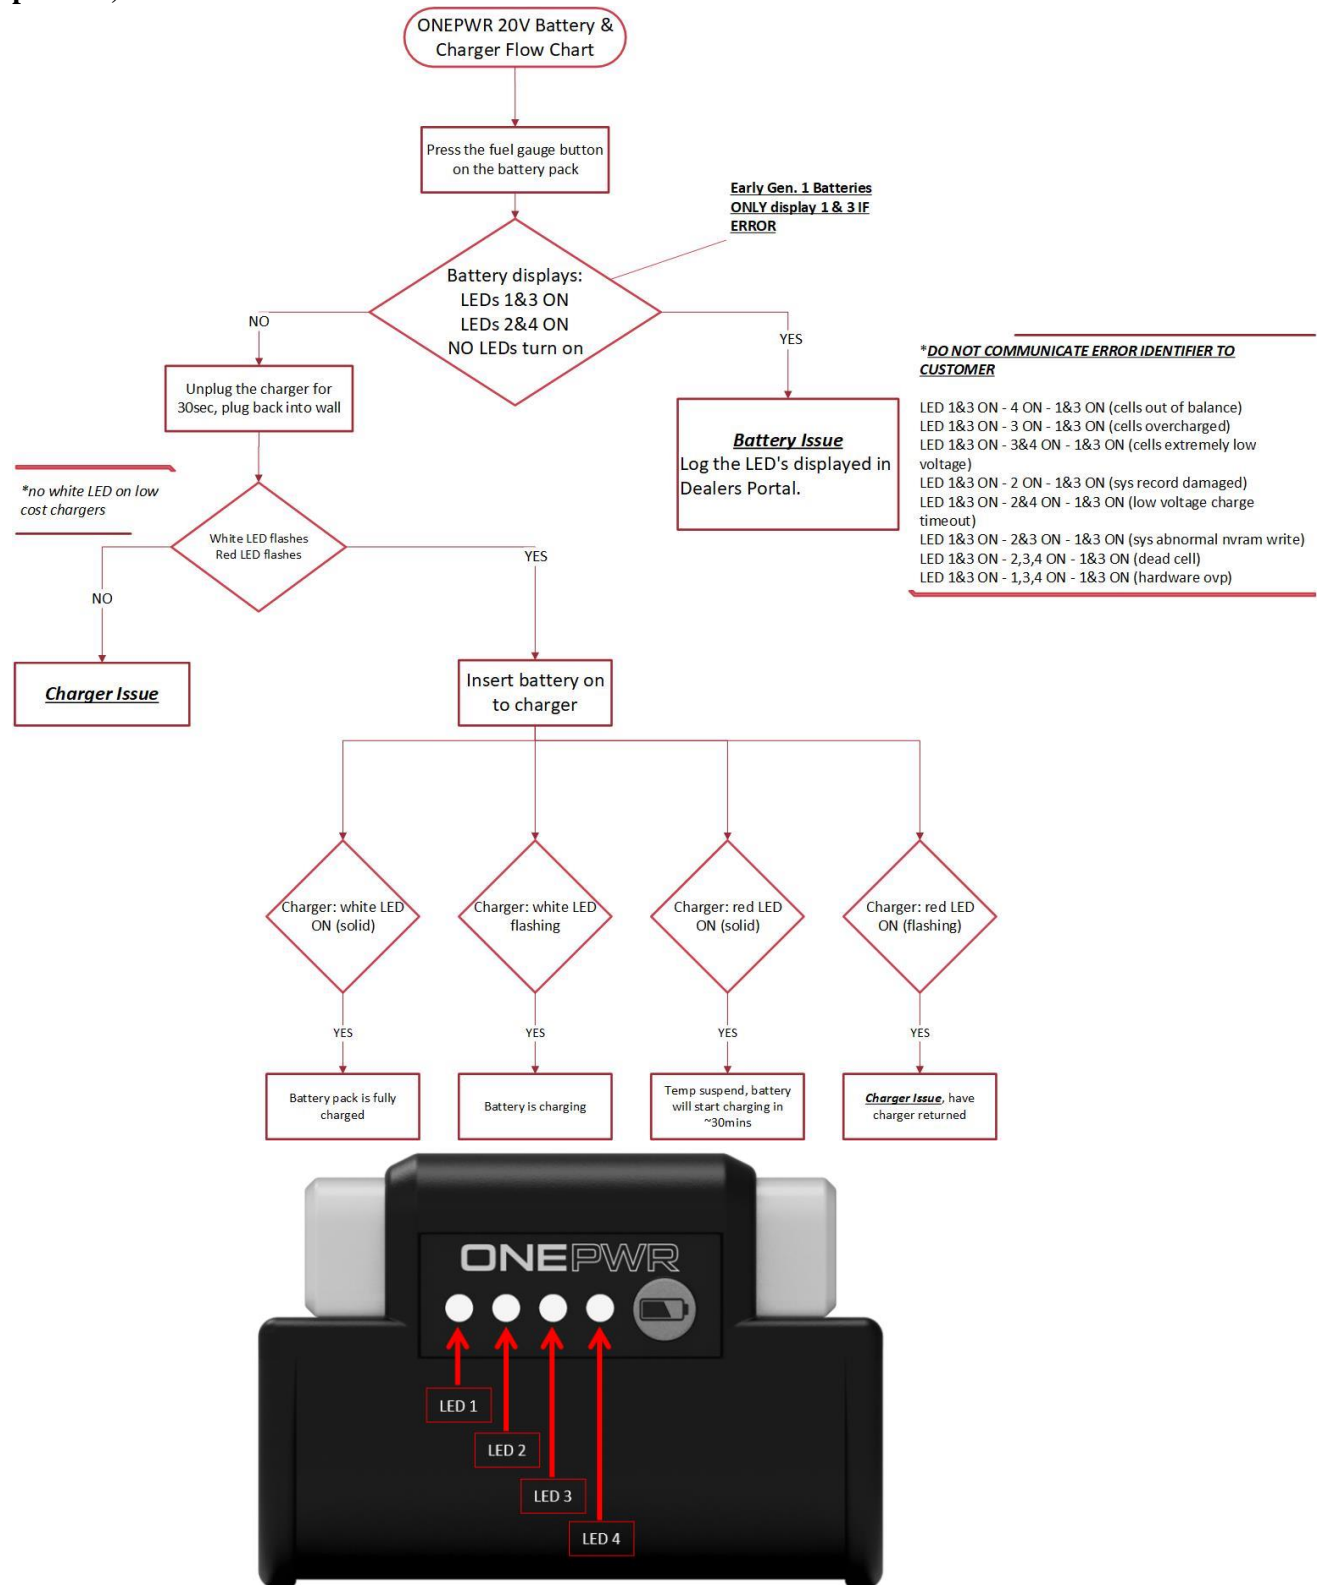 ONEPWR 20V Battery &
Charger Flow Chart
Press the fuel gauge button
on the battery pack
Early Gen. 1 Batteries
ONLY display 1 & 3 IF
ERROR
Battery displays:
LEDs 1&3 ON
LEDs 2&4 ON
NO LEDs turn on
NO
YES
Unplug the charger for
30sec, plug back into wall
*DO NOT COMMUNICATE ERROR IDENTIFIER TO
CUSTOMER
LED 1&3 ON - 4 ON - 1&3 ON (cells out of balance)
LED 1&3 ON - 3 ON - 1&3 ON (cells overcharged)
LED 1&3 ON - 3&4 ON - 1&3 ON (cells extremely low
voltage)
LED 1&3 ON - 2 ON - 1&3 ON (sys record damaged)
LED 1&3 ON - 2&4 ON - 1&3 ON (low voltage charge
timeout)
LED 1&3 ON - 2&3 ON - 1&3 ON (sys abnormal nvram write)
LED 1&3 ON - 2,3,4 ON - 1&3 ON (dead cell)
LED 1&3 ON - 1,3,4 ON - 1&3 ON (hardware ovp)
Battery Issue
Log the LED's displayed in
Dealers Portal.
*no white LED on low
cost chargers
White LED flashes
Red LED flashes
NO
YES
Charger Issue
Insert battery on
to charger
Charger: white LED
ON (solid)
Charger: white LED
flashing
Charger: red LED
ON (solid)
Charger: red LED
ON (flashing)
YES
YES
YES
YES
Battery pack is fully
charged
Battery is charging
Temp suspend, battery
will start charging in
~30mins
Charger Issue, have
charger returned
ONEPWR
LED 1
LED 2
LED 3
LED 4